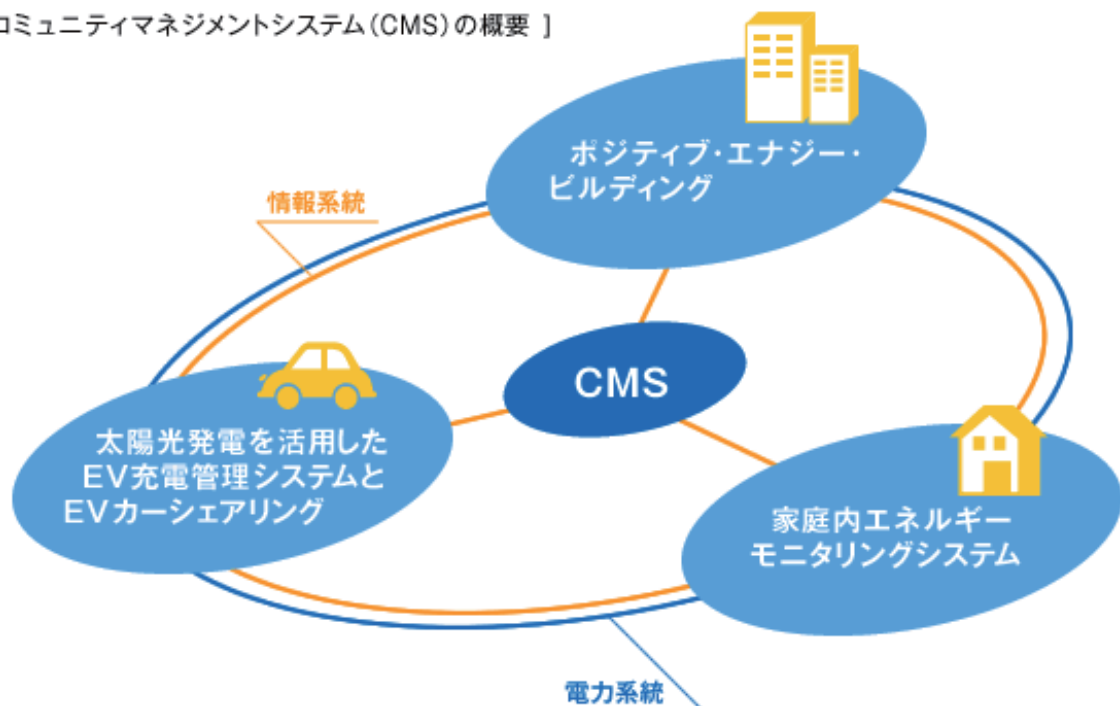 コミュニティマネジメントシステム(CMS)の概要 ]
ポジティブ・エナジー・
ビルディング
情報系統
CMS
太陽光発電を活用した
EV充電管理システムと
EVカーシェアリング
家庭内エネルギー
モニタリングシステム
電力系統